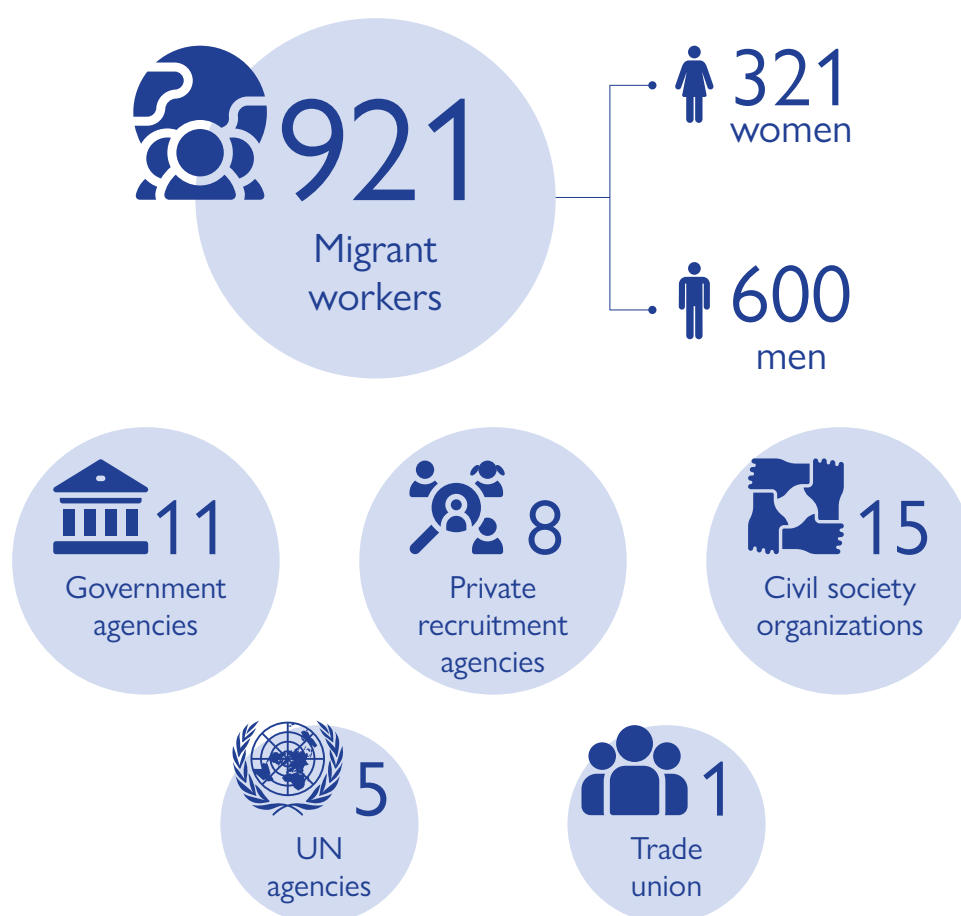 921
Migrant
workers
321
women
600
men
11
Government
agencies
8
Private
recruitment
agencies
15
Civil society
organizations
5
UN
agencies
1
Trade
union